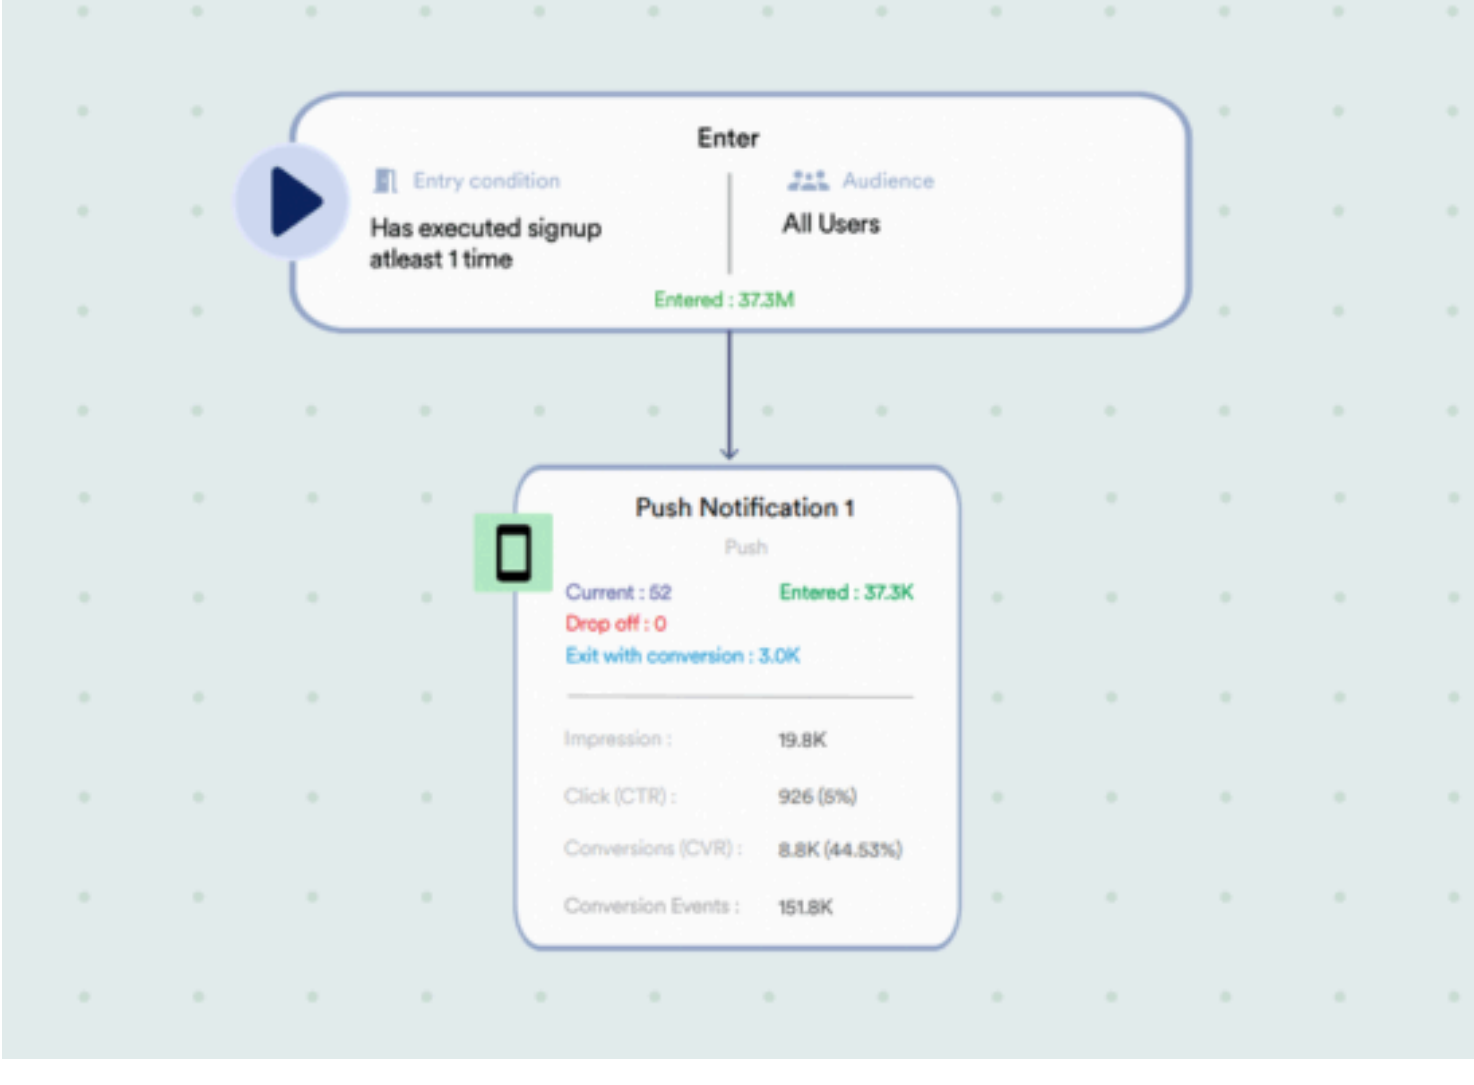 Enter
Entry condition
Audience
Has executed signup
atleast 1 time
All Users
Entered : 37.3M
Push Notification 1
Push
Current : 52
Entered : 37.3K
Drop off : 0
Exit with conversion : 3.0K
Impression : 19.8K
Click (CTR) : 926 (5%)
Conversions (CVR) : 8.8K (44.53%)
Conversion Events : 151.8K